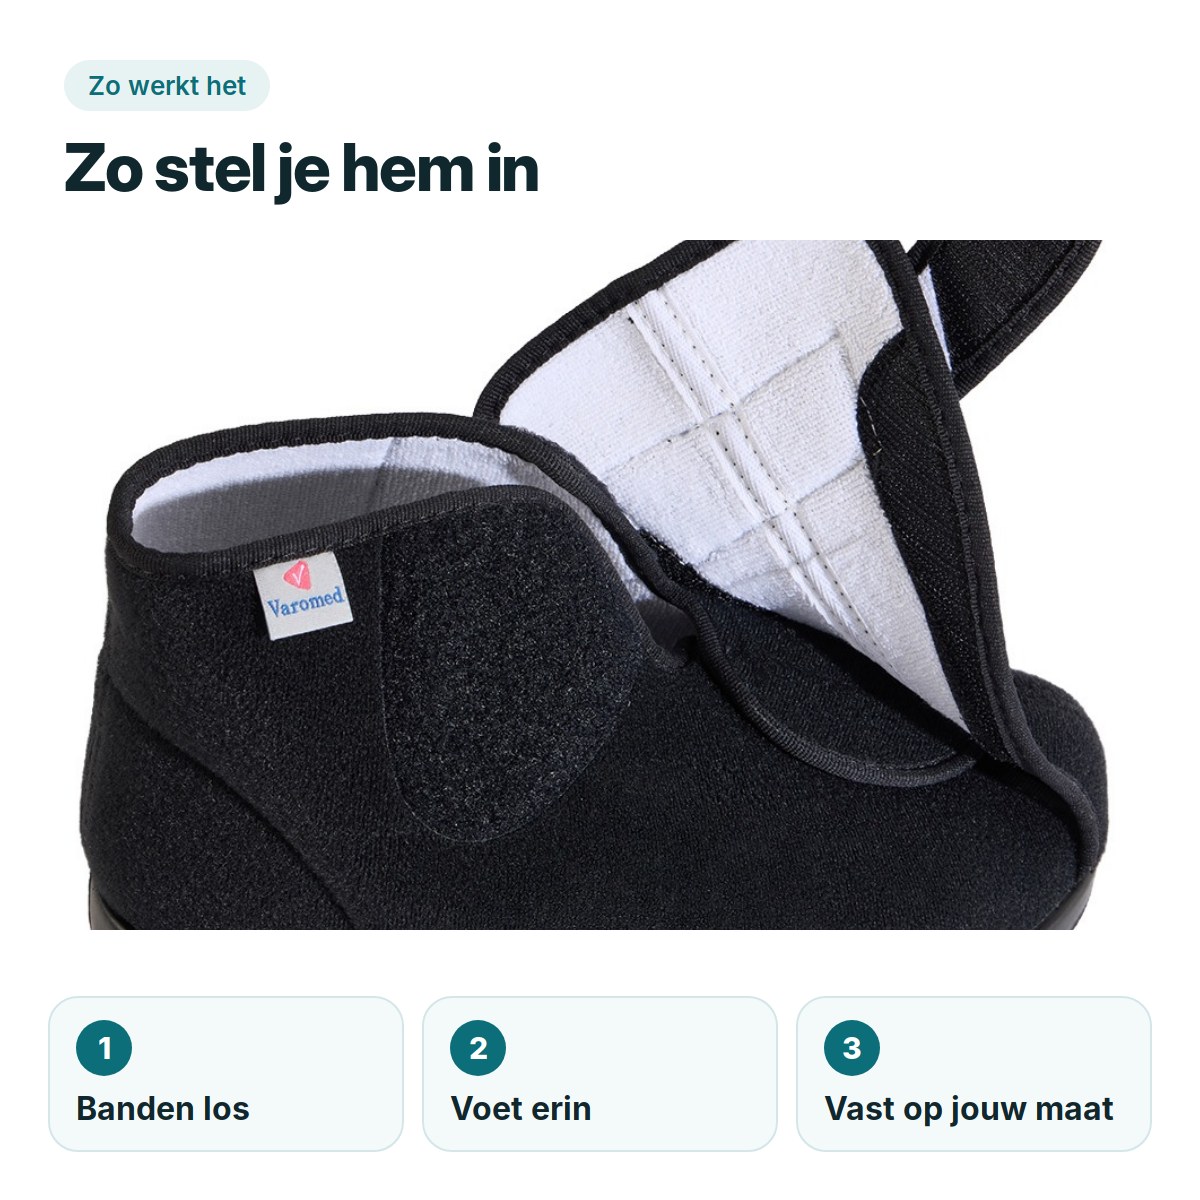 Zo werkt het
Zo stel je hem in
Varomed
1
Banden los
2
Voet erin
3
Vast op jouw maat